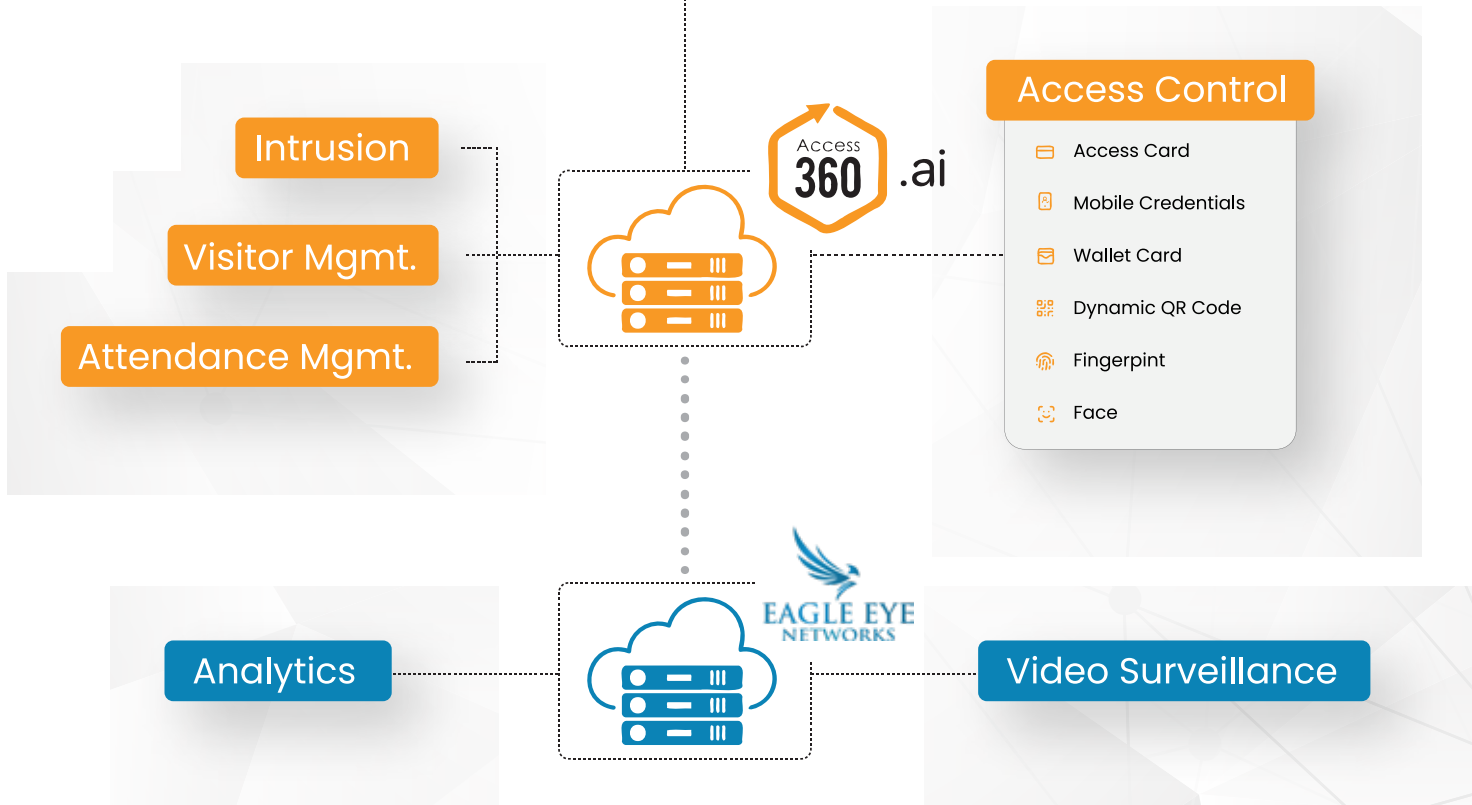 Intrusion
Visitor Mgmt.
Attendance Mgmt.
Access
360
.ai
Access Control
Access Card
Mobile Credentials
Wallet Card
Dynamic QR Code
Fingerpint
Face
EAGLE EYE
NETWORKS
Analytics
Video Surveillance